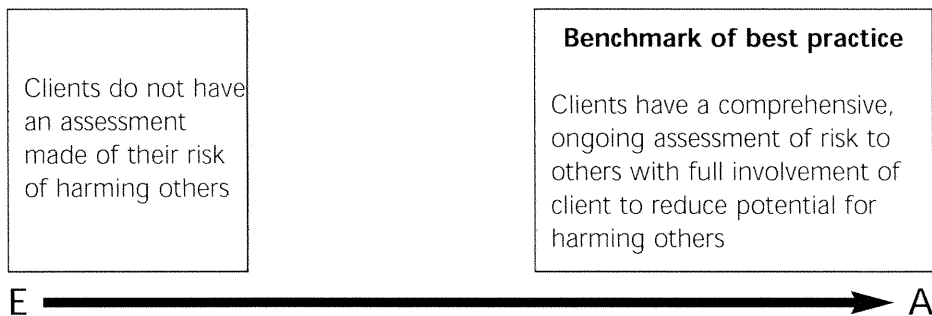 Clients do not have
an assessment
made of their risk
of harming others
Benchmark of best practice
Clients have a comprehensive,
ongoing assessment of risk to
others with full involvement of
client to reduce potential for
harming others
E
A